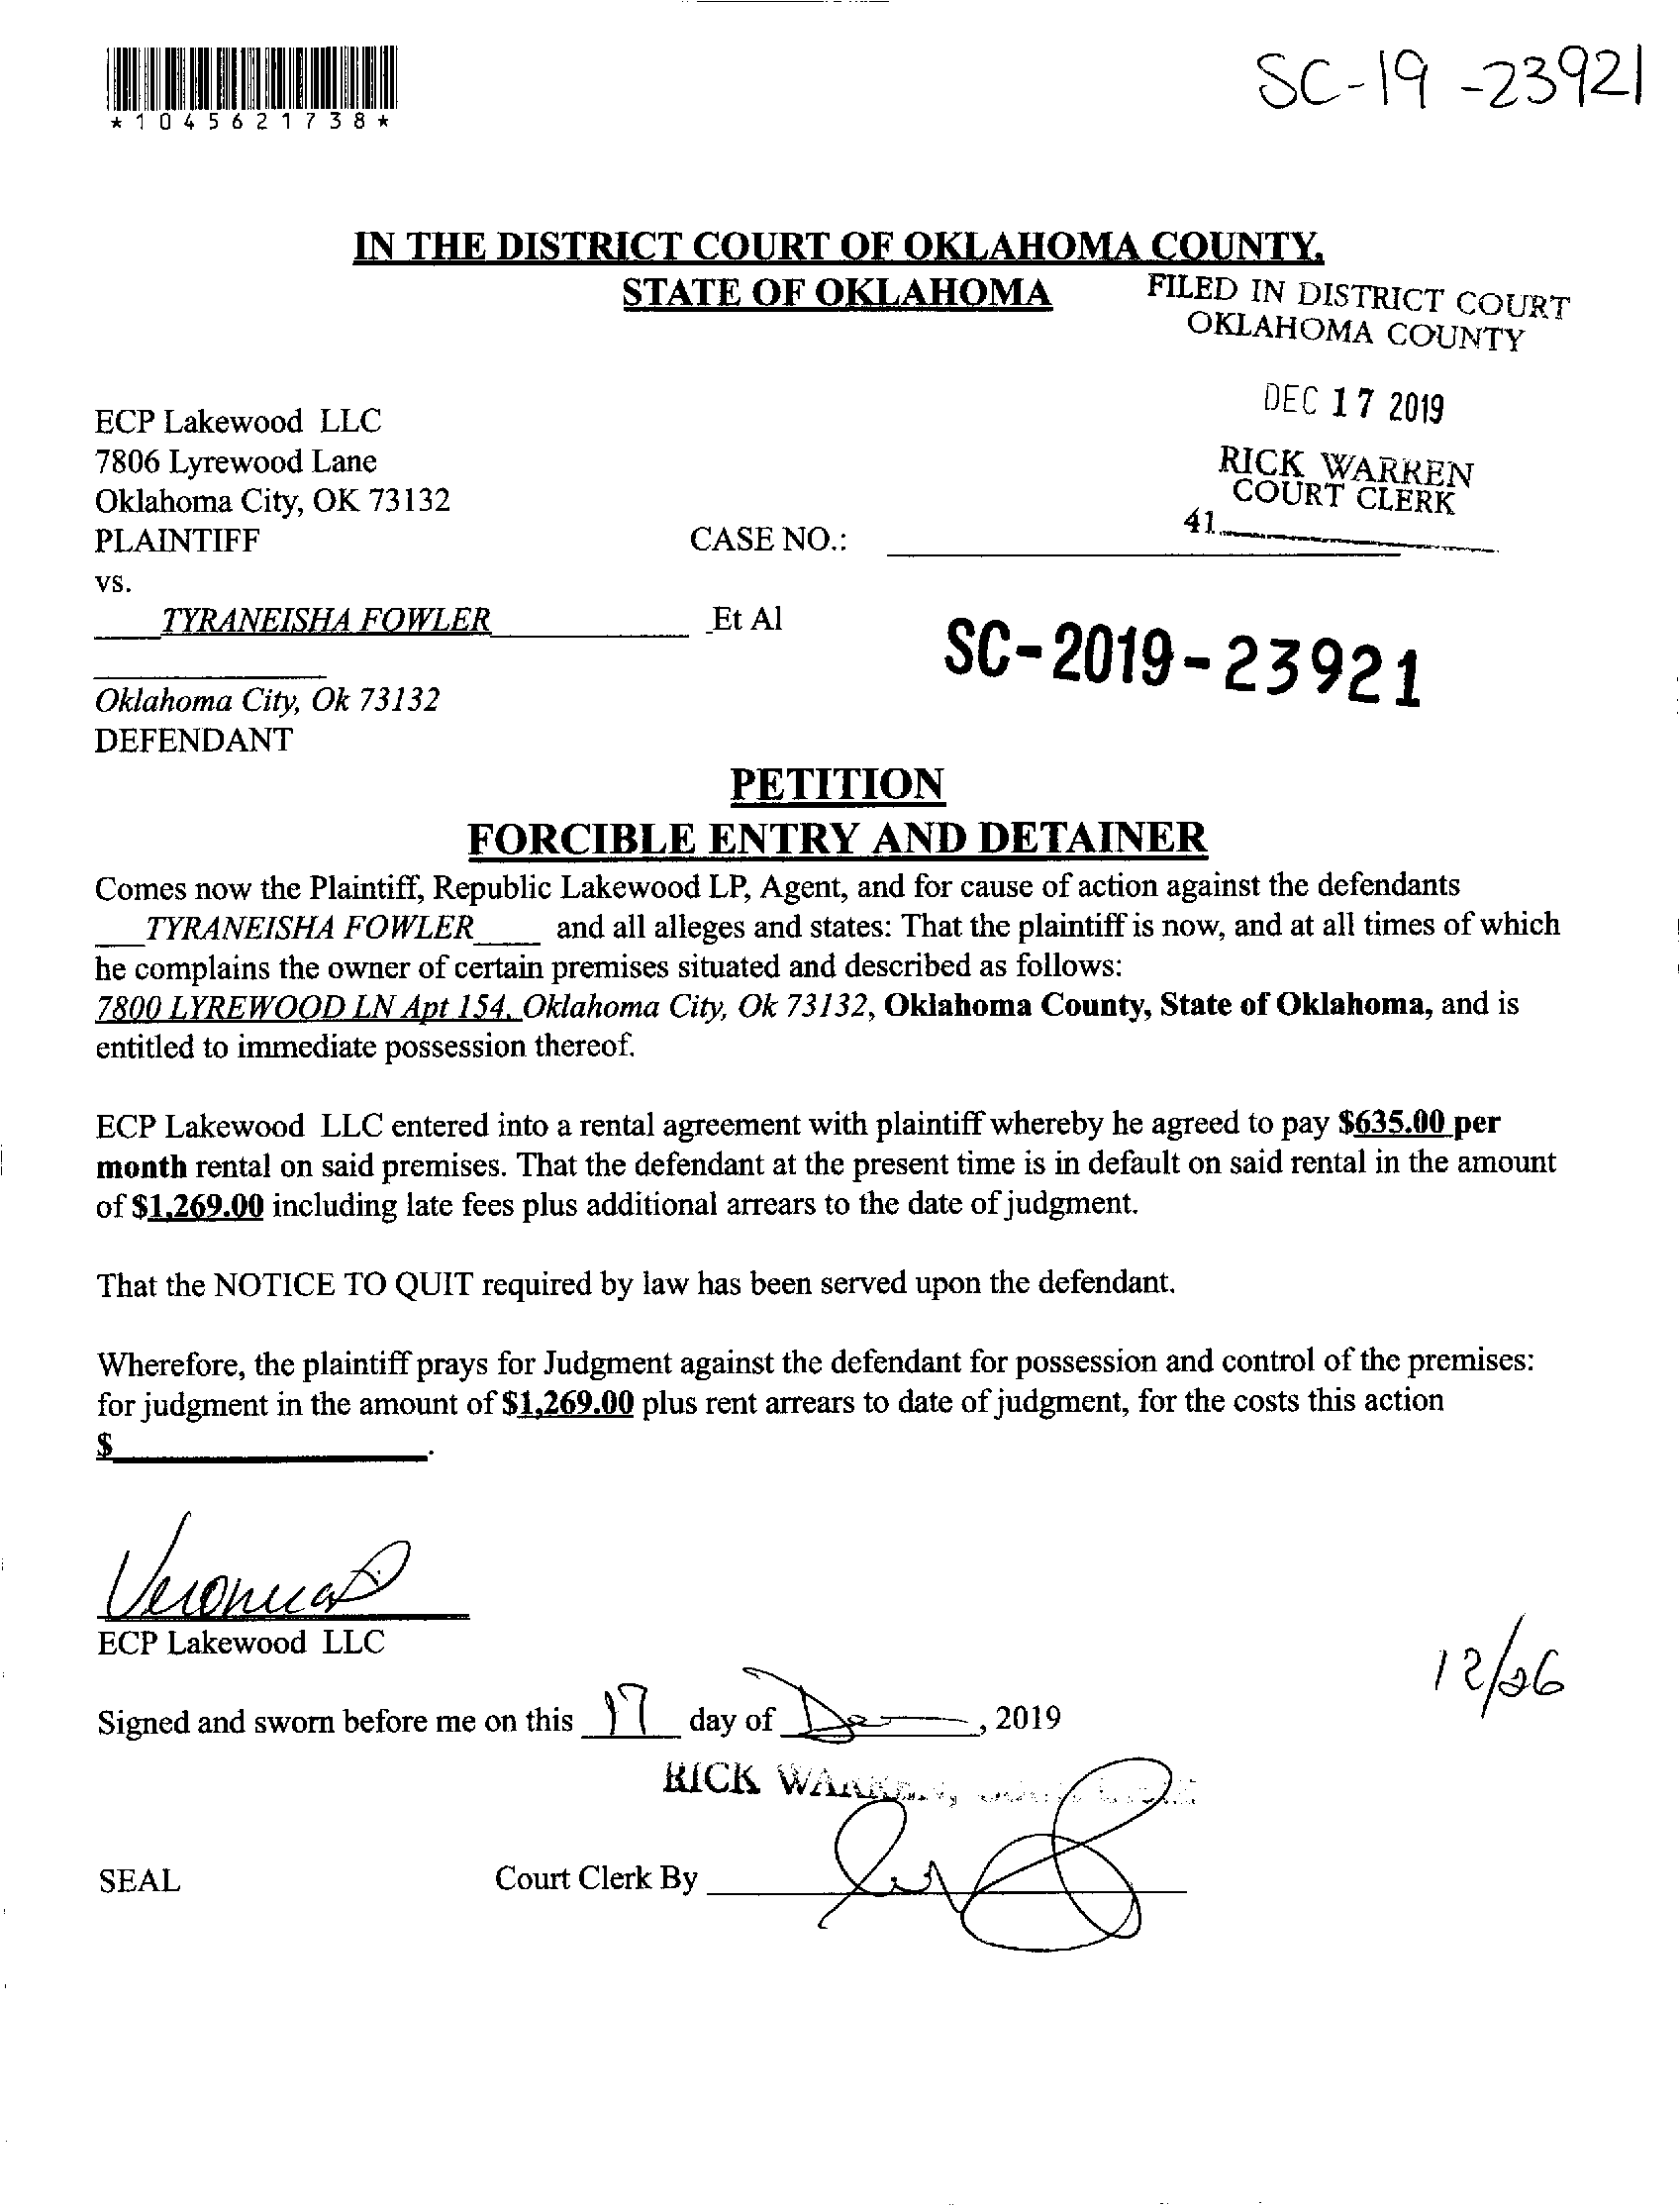 *1045621738*
SC-19-23921
IN THE DISTRICT COURT OF OKLAHOMA COUNTY,
STATE OF OKLAHOMA
FILED IN DISTRICT COURT
OKLAHOMA COUNTY
DEC 17 2019
RICK WARREN
COURT CLERK
41
ECP Lakewood LLC
7806 Lyrewood Lane
Oklahoma City, OK 73132
PLAINTIFF
CASE NO.:
vs.
TYRANEISHA FOWLER Et Al
SC-2019-23921
Oklahoma City, Ok 73132
DEFENDANT
PETITION
FORCIBLE ENTRY AND DETAINER
Comes now the Plaintiff, Republic Lakewood LP, Agent, and for cause of action against the defendants
TYRANEISHA FOWLER and all alleges and states: That the plaintiff is now, and at all times of which
he complains the owner of certain premises situated and described as follows:
7800 LYREWOOD LN Apt 154, Oklahoma City, Ok 73132, Oklahoma County, State of Oklahoma, and is
entitled to immediate possession thereof.
ECP Lakewood LLC entered into a rental agreement with plaintiff whereby he agreed to pay $635.00 per
month rental on said premises. That the defendant at the present time is in default on said rental in the amount
of $1,269.00 including late fees plus additional arrears to the date of judgment.
That the NOTICE TO QUIT required by law has been served upon the defendant.
Wherefore, the plaintiff prays for Judgment against the defendant for possession and control of the premises:
for judgment in the amount of $1,269.00 plus rent arrears to date of judgment, for the costs this action
$ .
ECP Lakewood LLC
12/26
Signed and sworn before me on this 17 day of , 2019
RICK
SEAL
Court Clerk By